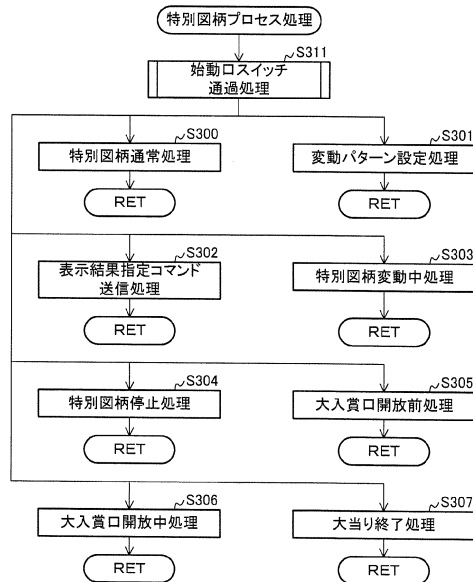 特別図柄プロセス処理
S311
始動口スイッチ
通過処理
S300
特別図柄通常処理
RET
S301
変動パターン設定処理
RET
S302
表示結果指定コマンド
送信処理
RET
S303
特別図柄変動中処理
RET
S304
特別図柄停止処理
RET
S305
大入賞口開放前処理
RET
S306
大入賞口開放中処理
RET
S307
大当り終了処理
RET